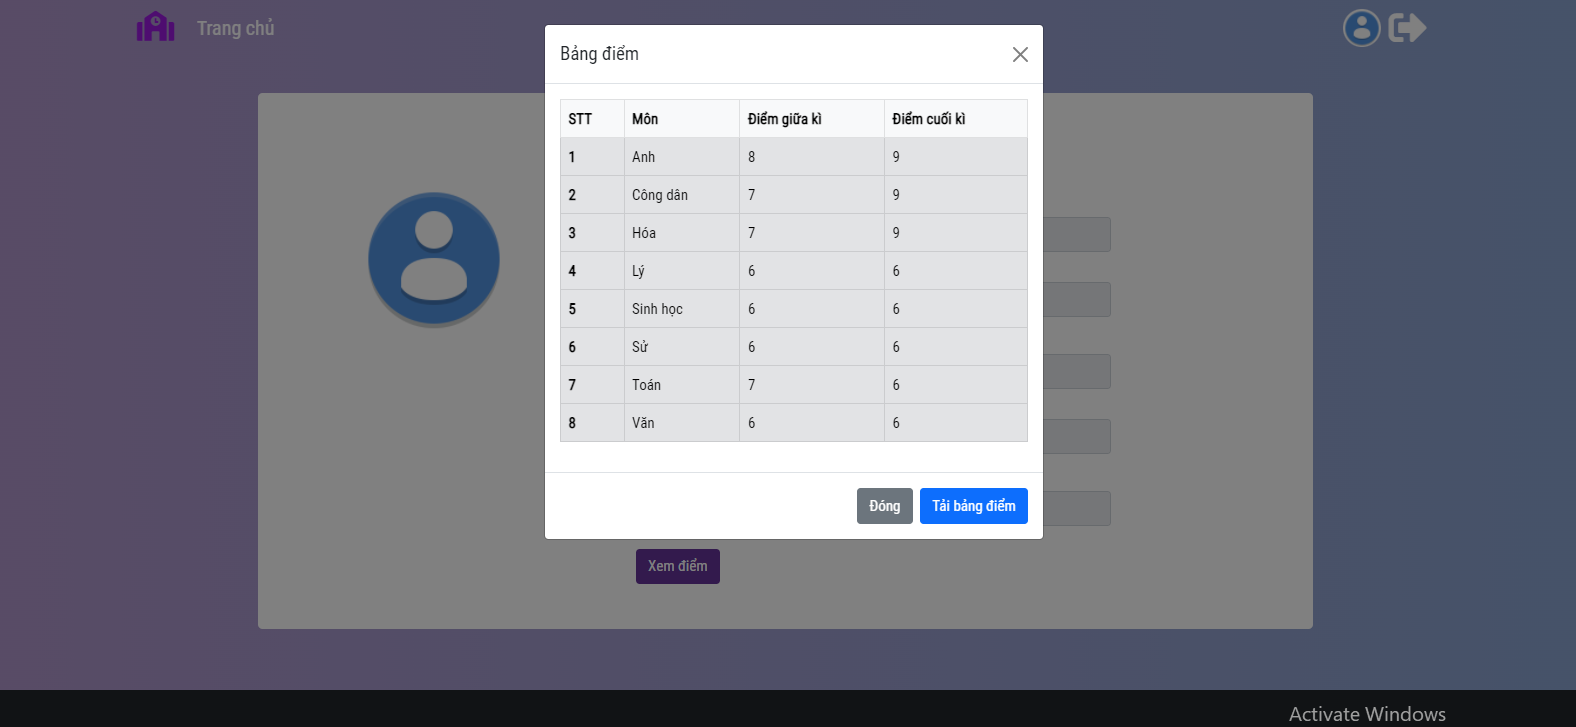 Trang chủ
Bảng điểm
STT Môn Điểm giữa kì Điểm cuối kì
1 Anh 8 9
2 Công dân 7 9
3 Hóa 7 9
4 Lý 6 6
5 Sinh học 6 6
6 Sử 6 6
7 Toán 7 6
8 Văn 6 6
Đóng Tải bảng điểm
Xem điểm
Activate Windows